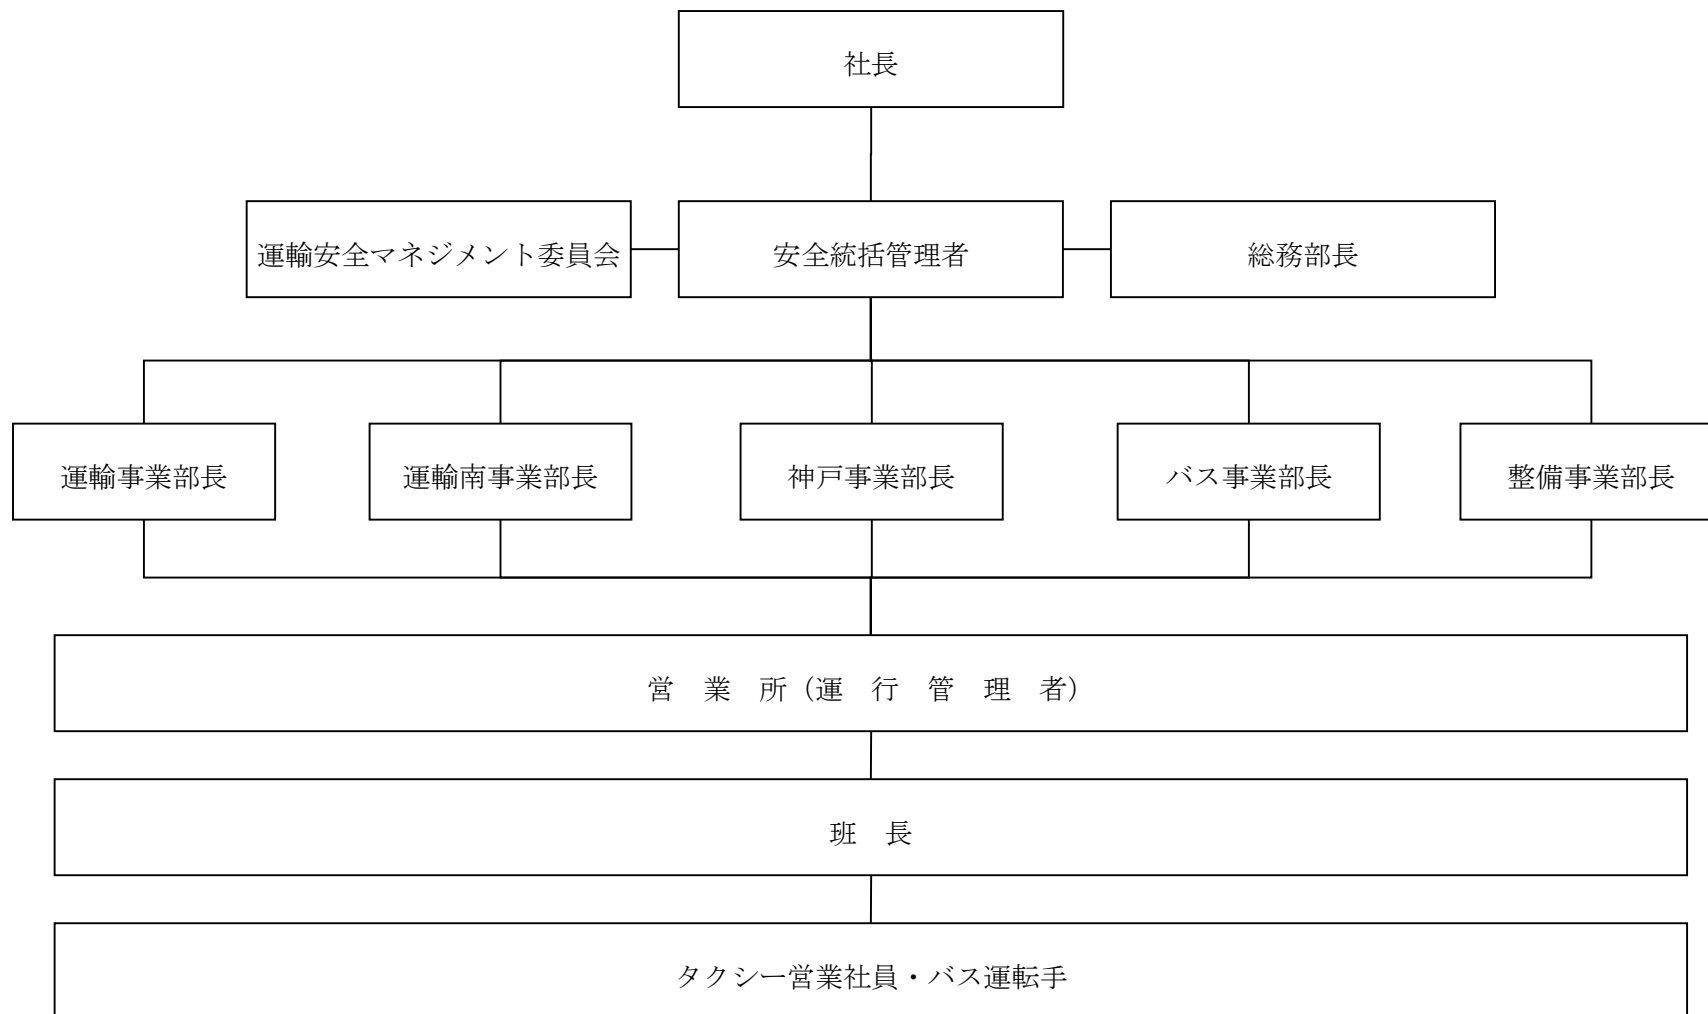 社長
運輸安全マネジメント委員会
安全統括管理者
総務部長
運輸事業部長
運輸南事業部長
神戸事業部長
バス事業部長
整備事業部長
営　業　所（運　行　管　理　者）
班　長
タクシー営業社員・バス運転手